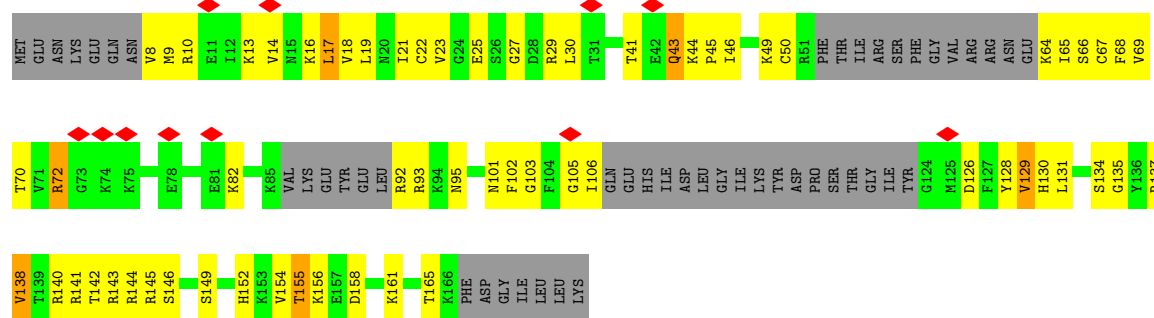 MET GLU ASN LYS GLU GLN ASN V8 M9 R10 E11 I12 K13 V14 N15 K16 L17 V18 L19 N20 I21 C22 V23 G24 E25 S26 G27 D28 R29 L30 T31 T41 E42 Q43 K44 P45 I46 K49 C50 R51 PHE THR ILE ARG SER PHE GLY VAL ARG ARG ASN GLU K64 I65 S66 C67 F68 V69
T70 V71 R72 G73 K74 K75 E78 E81 K82 K85 VAL LYS GLU TYR GLU LEU R92 R93 K94 N95 N101 F102 G103 F104 G105 I106 GLN GLU HIS ILE ASP LEU GLY ILE LYS TYR ASP PRO SER THR GLY ILE TYR G124 M125 D126 F127 Y128 V129 H130 L131 S134 G135 Y136
V138 T139 R140 R141 T142 R143 R144 R145 S146 S149 H152 K153 V154 T155 K156 E157 D158 K161 T165 K166 PHE ASP GLY ILE LEU LEU LYS